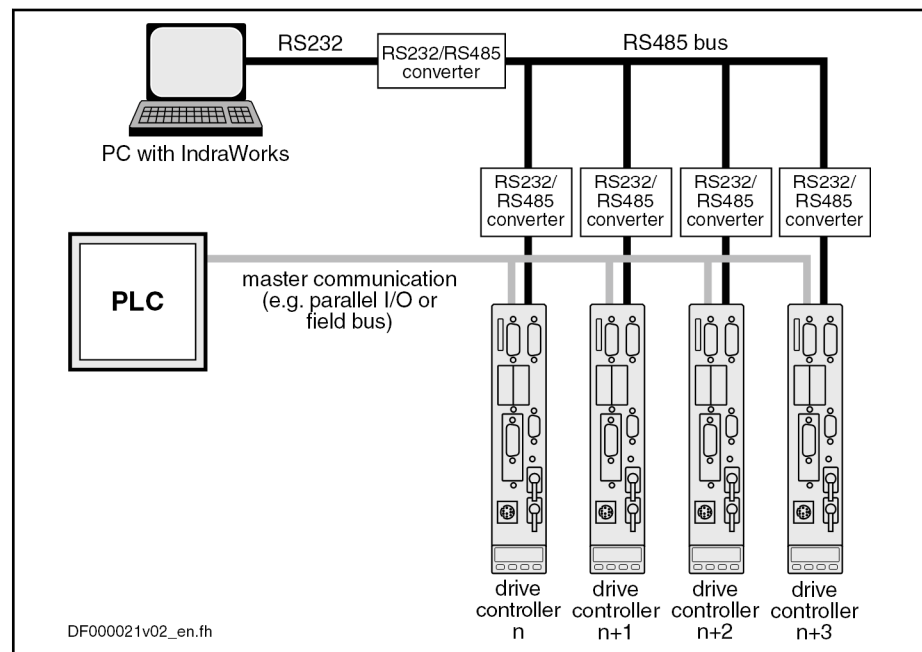 RS232
RS232/RS485
converter
RS485 bus
PC with IndraWorks
RS232/
RS485
converter
RS232/
RS485
converter
RS232/
RS485
converter
RS232/
RS485
converter
PLC
master communication
(e.g. parallel I/O or
field bus)
drive
controller
n
drive
controller
n+1
drive
controller
n+2
drive
controller
n+3
DF000021v02_en.fh